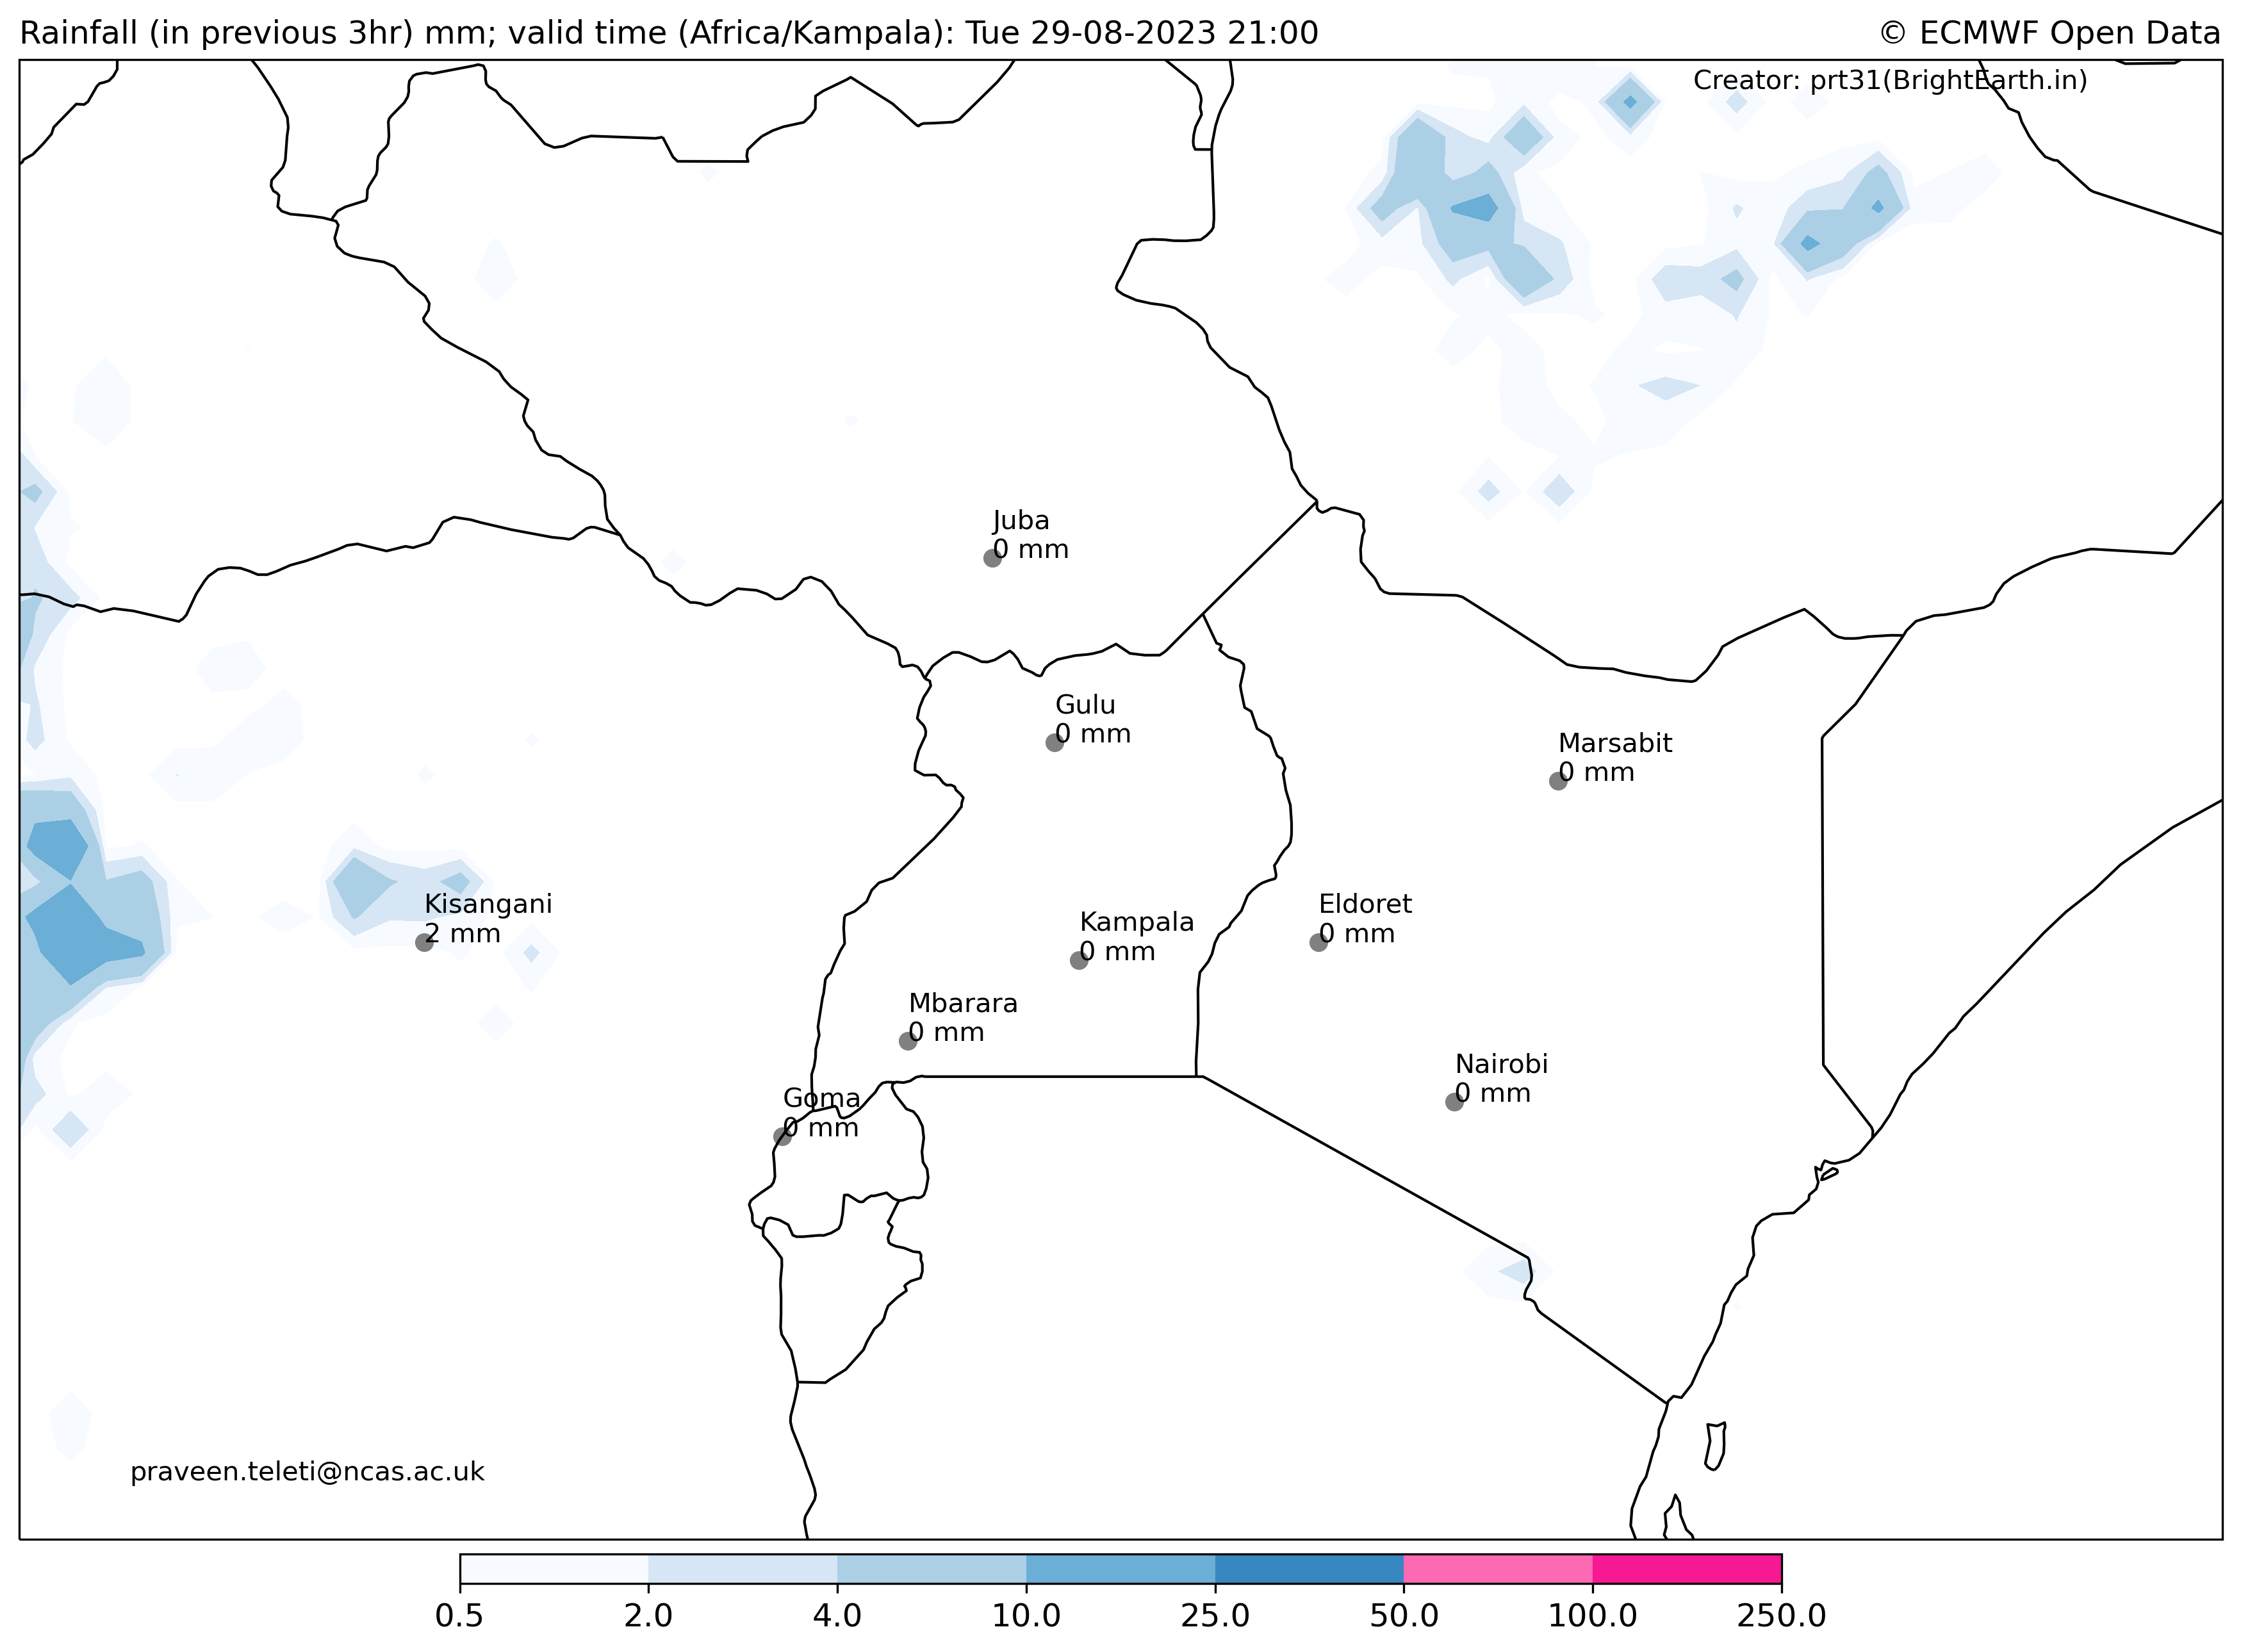 Rainfall (in previous 3hr) mm; valid time (Africa/Kampala): Tue 29-08-2023 21:00
© ECMWF Open Data
Creator: prt31(BrightEarth.in)
Juba
0 mm
Gulu
0 mm
Marsabit
0 mm
Kisangani
2 mm
Eldoret
0 mm
Kampala
0 mm
Mbarara
0 mm
Nairobi
0 mm
Goma
0 mm
praveen.teleti@ncas.ac.uk
0.5 2.0 4.0 10.0 25.0 50.0 100.0 250.0